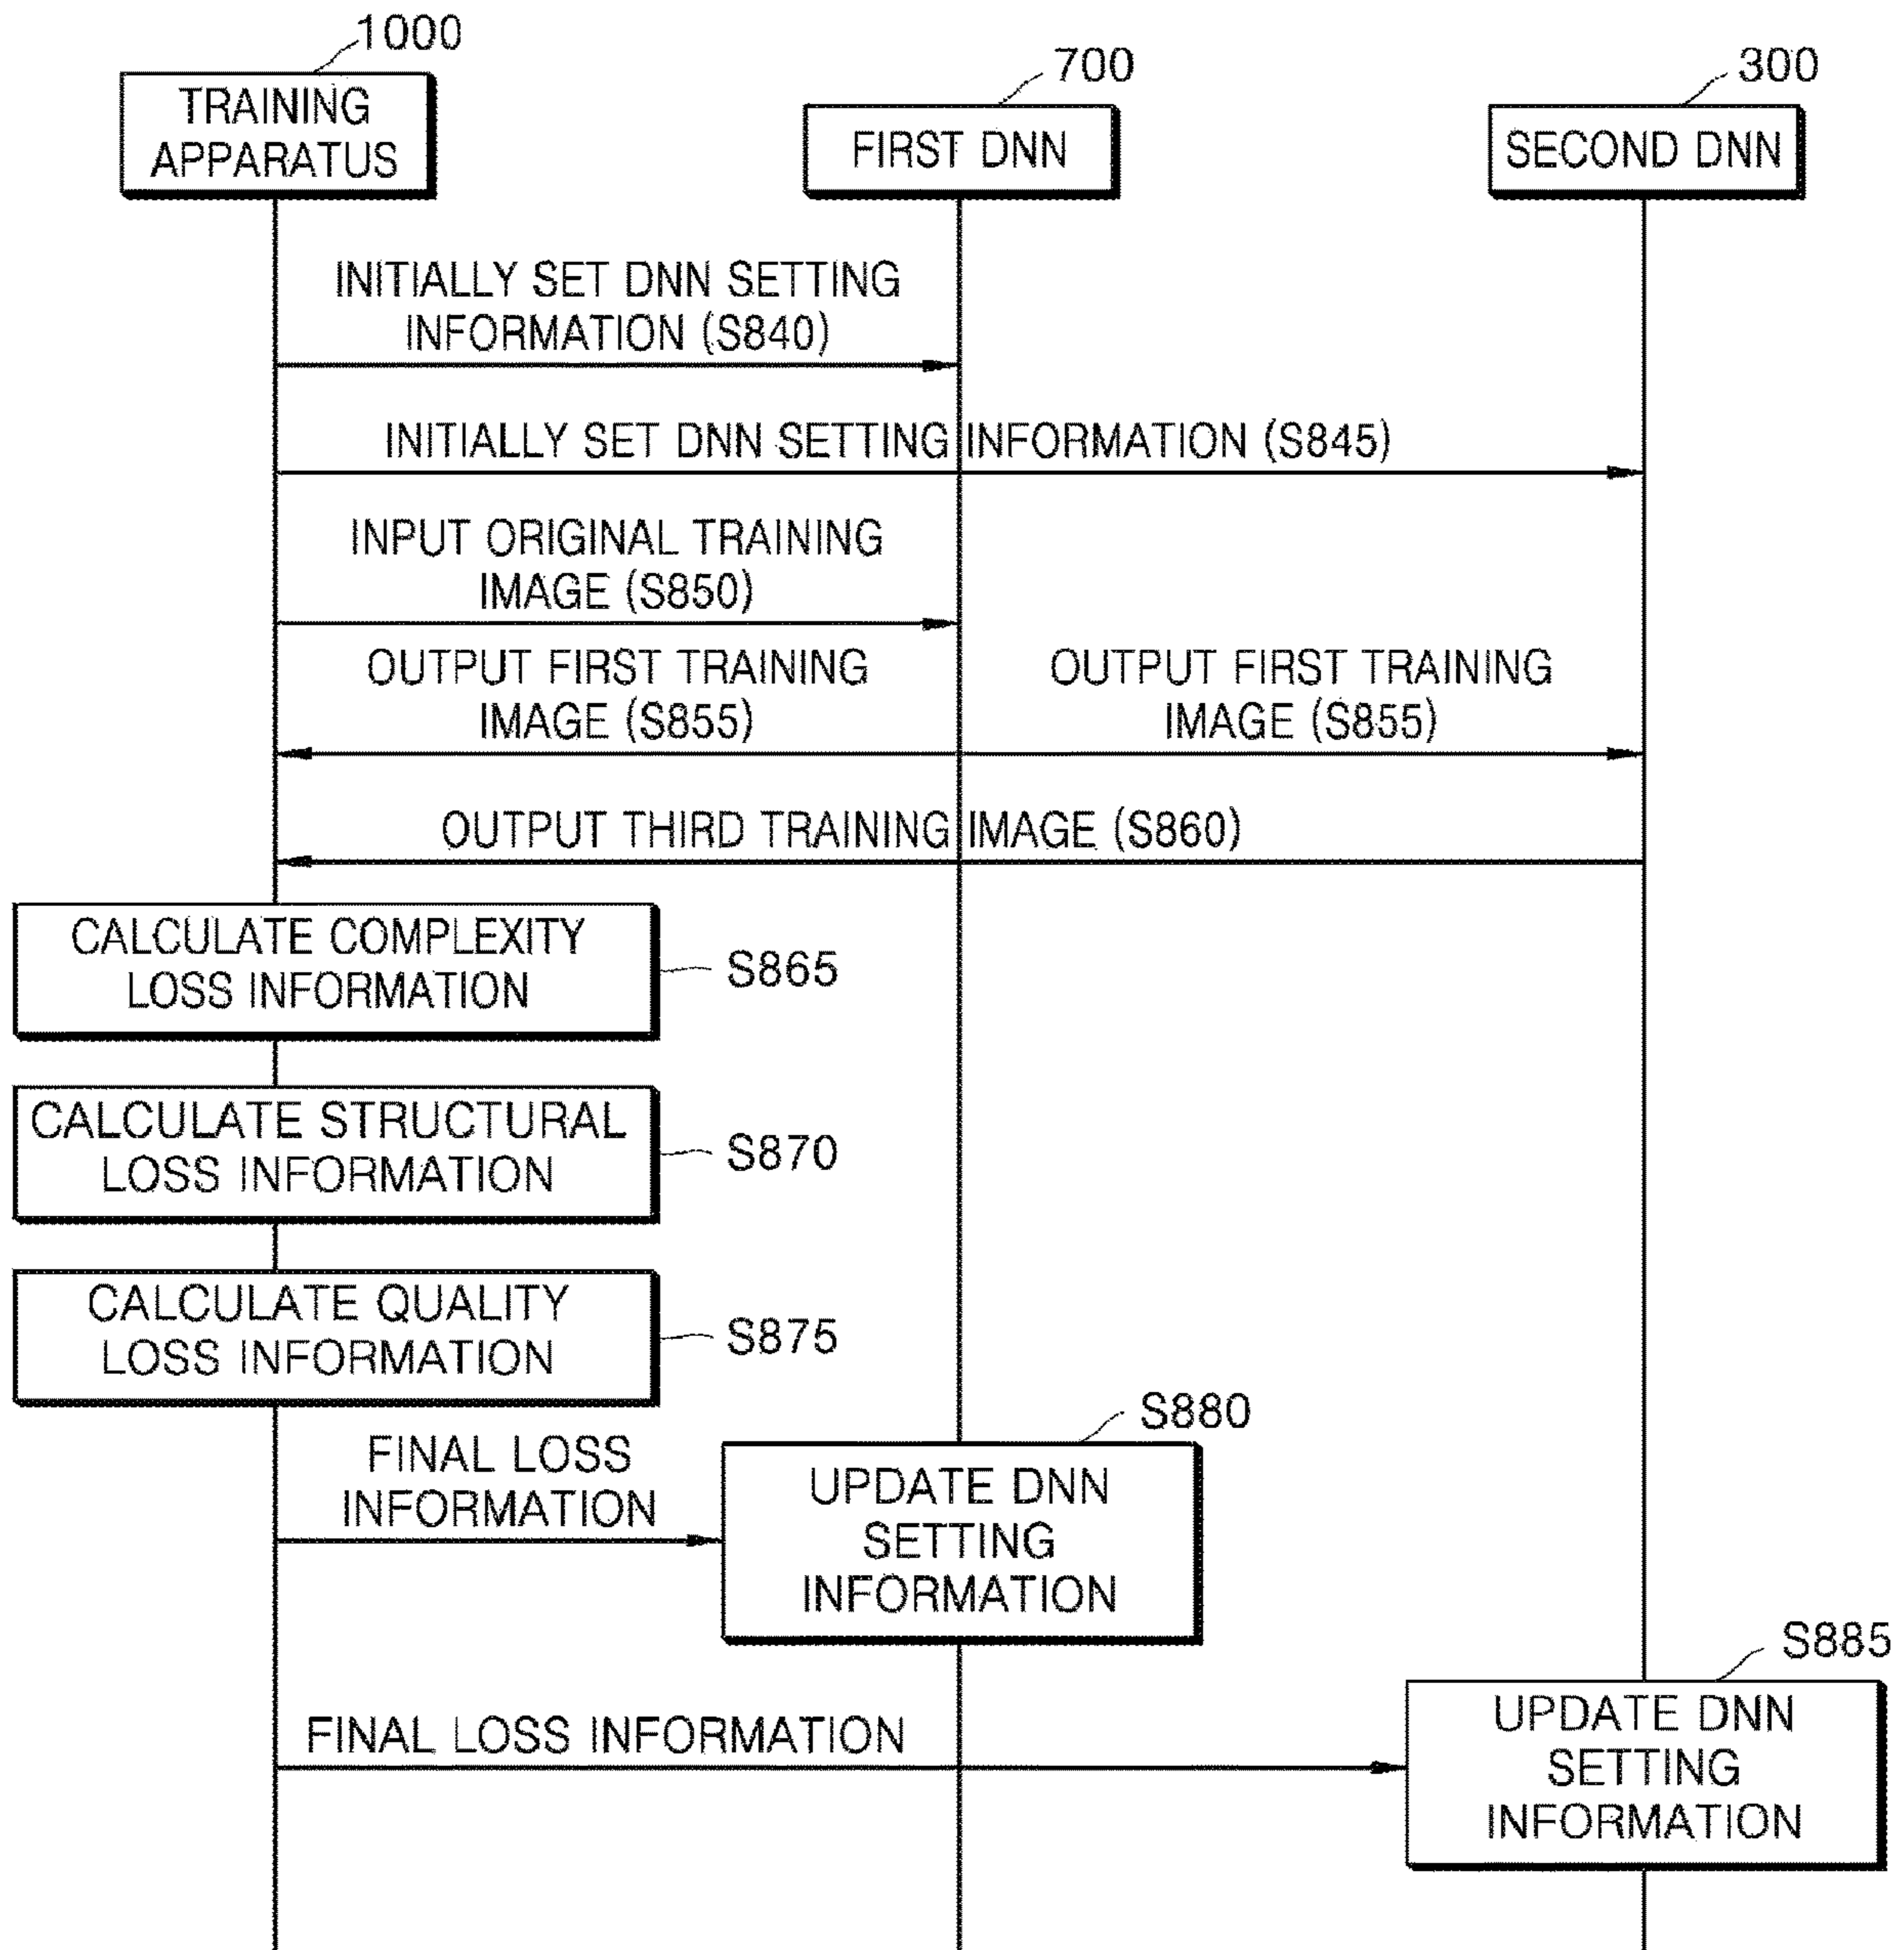 1000
700
300
TRAINING
APPARATUS
FIRST DNN
SECOND DNN
INITIALLY SET DNN SETTING
INFORMATION (S840)
INITIALLY SET DNN SETTING INFORMATION (S845)
INPUT ORIGINAL TRAINING
IMAGE (S850)
OUTPUT FIRST TRAINING
IMAGE (S855)
OUTPUT FIRST TRAINING
IMAGE (S855)
OUTPUT THIRD TRAINING IMAGE (S860)
CALCULATE COMPLEXITY
LOSS INFORMATION
S865
CALCULATE STRUCTURAL
LOSS INFORMATION
S870
CALCULATE QUALITY
LOSS INFORMATION
S875
FINAL LOSS
INFORMATION
S880
UPDATE DNN
SETTING
INFORMATION
FINAL LOSS INFORMATION
S885
UPDATE DNN
SETTING
INFORMATION